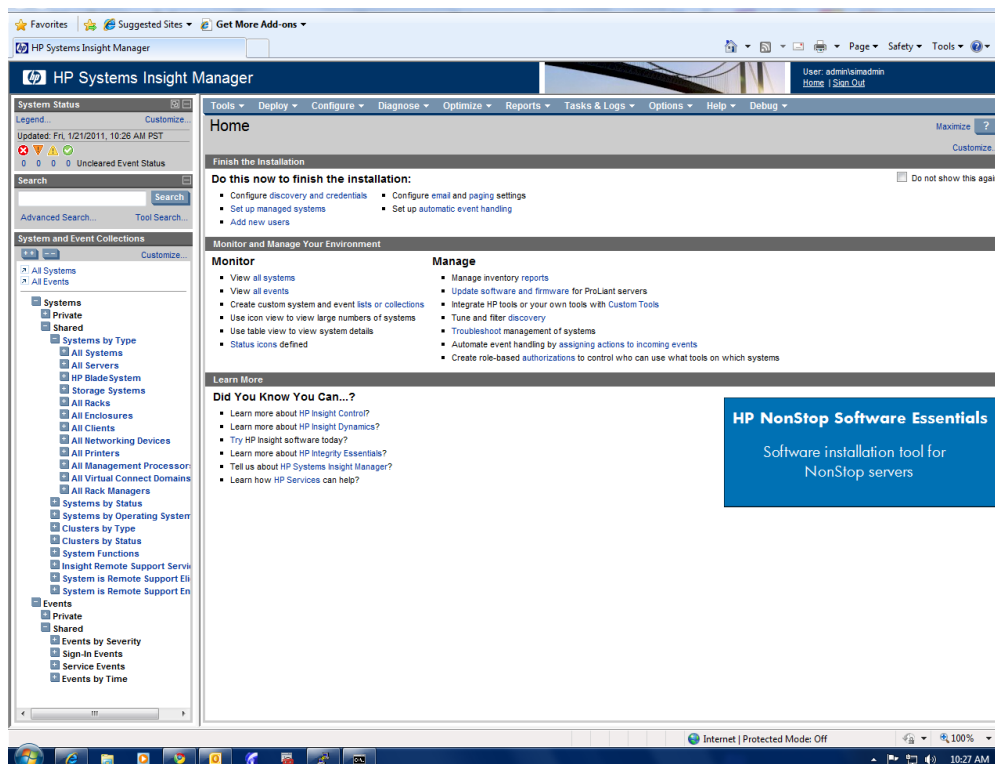 Favorites Suggested Sites Get More Add-ons
HP Systems Insight Manager Page Safety Tools
HP Systems Insight Manager
User: admin\simadmin
Home | Sign Out
System Status
Legend... Customize...
Updated: Fri, 1/21/2011, 10:26 AM PST
0 0 0 0 Uncleared Event Status
Search
Search
Advanced Search... Tool Search...
System and Event Collections
Customize...
All Systems
All Events
Systems
Private
Shared
Systems by Type
All Systems
All Servers
HP BladeSystem
Storage Systems
All Racks
All Enclosures
All Clients
All Networking Devices
All Printers
All Management Processor
All Virtual Connect Domains
All Rack Managers
Systems by Status
Systems by Operating System
Clusters by Type
Clusters by Status
System Functions
Insight Remote Support Servi
System is Remote Support Eli
System is Remote Support En
Events
Private
Shared
Events by Severity
Sign-In Events
Service Events
Events by Time
Tools Deploy Configure Diagnose Optimize Reports Tasks & Logs Options Help Debug
Home
Maximize ?
Customize..
Finish the Installation
Do this now to finish the installation:
Do not show this agai
Configure discovery and credentials
Set up managed systems
Add new users
Configure email and paging settings
Set up automatic event handling
Monitor and Manage Your Environment
Monitor
View all systems
View all events
Create custom system and event lists or collections
Use icon view to view large numbers of systems
Use table view to view system details
Status icons defined
Manage
Manage inventory reports
Update software and firmware for ProLiant servers
Integrate HP tools or your own tools with Custom Tools
Tune and filter discovery
Troubleshoot management of systems
Automate event handling by assigning actions to incoming events
Create role-based authorizations to control who can use what tools on which systems
Learn More
Did You Know You Can...?
Learn more about HP Insight Control?
Learn more about HP Insight Dynamics?
Try HP Insight software today?
Learn more about HP Integrity Essentials?
Tell us about HP Systems Insight Manager?
Learn how HP Services can help?
HP NonStop Software Essentials
Software installation tool for
NonStop servers
Internet | Protected Mode: Off 100%
10:27 AM